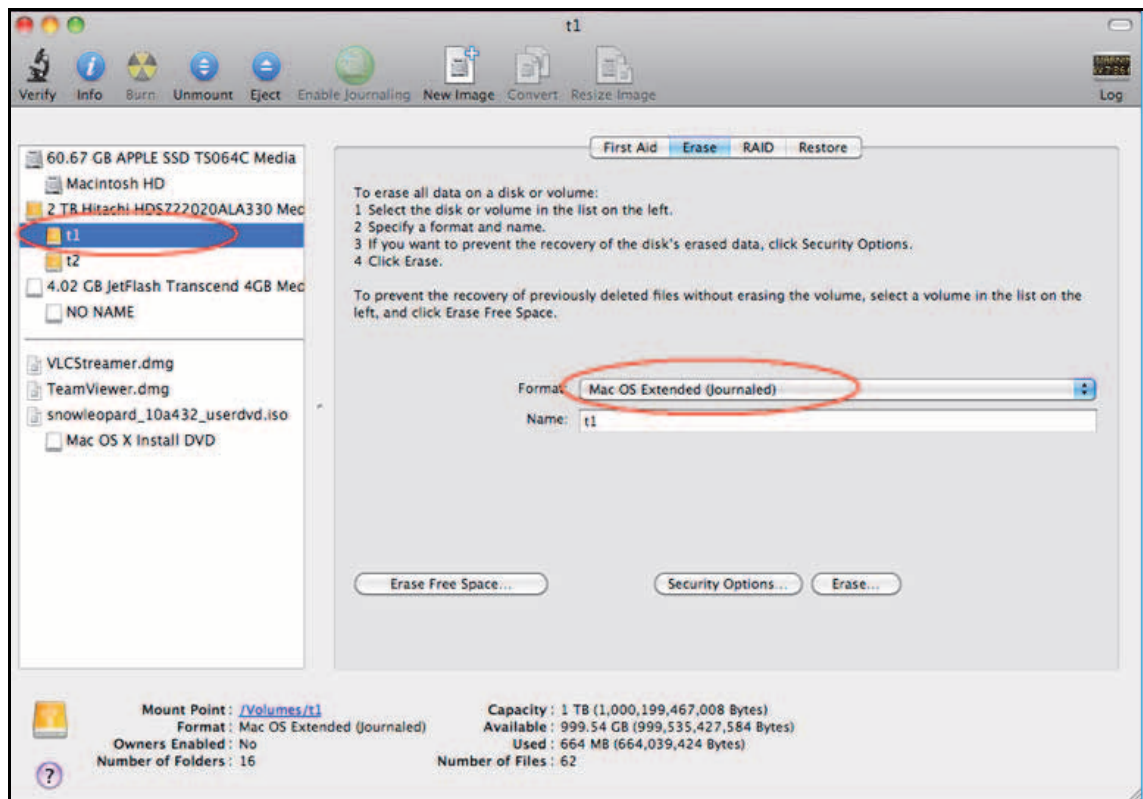 t1
Verify Info Burn Unmount Eject Enable Journaling New Image Convert Resize Image Log
60.67 GB APPLE SSD TS064C Media
Macintosh HD
2 TB Hitachi HDS722020ALA330 Med
t1
t2
4.02 GB JetFlash Transcend 4GB Med
NO NAME
VLCStreamer.dmg
TeamViewer.dmg
snowleopard_10a432_userdvd.iso
Mac OS X Install DVD
First Aid Erase RAID Restore
To erase all data on a disk or volume:
1 Select the disk or volume in the list on the left.
2 Specify a format and name.
3 If you want to prevent the recovery of the disk's erased data, click Security Options.
4 Click Erase.
To prevent the recovery of previously deleted files without erasing the volume, select a volume in the list on the
left, and click Erase Free Space.
Format: Mac OS Extended (Journaled)
Name: t1
Erase Free Space... Security Options... Erase...
Mount Point : /Volumes/t1
Format : Mac OS Extended (Journaled)
Owners Enabled : No
Number of Folders : 16
Capacity : 1 TB (1,000,199,467,008 Bytes)
Available : 999.54 GB (999,535,427,584 Bytes)
Used : 664 MB (664,039,424 Bytes)
Number of Files : 62
?